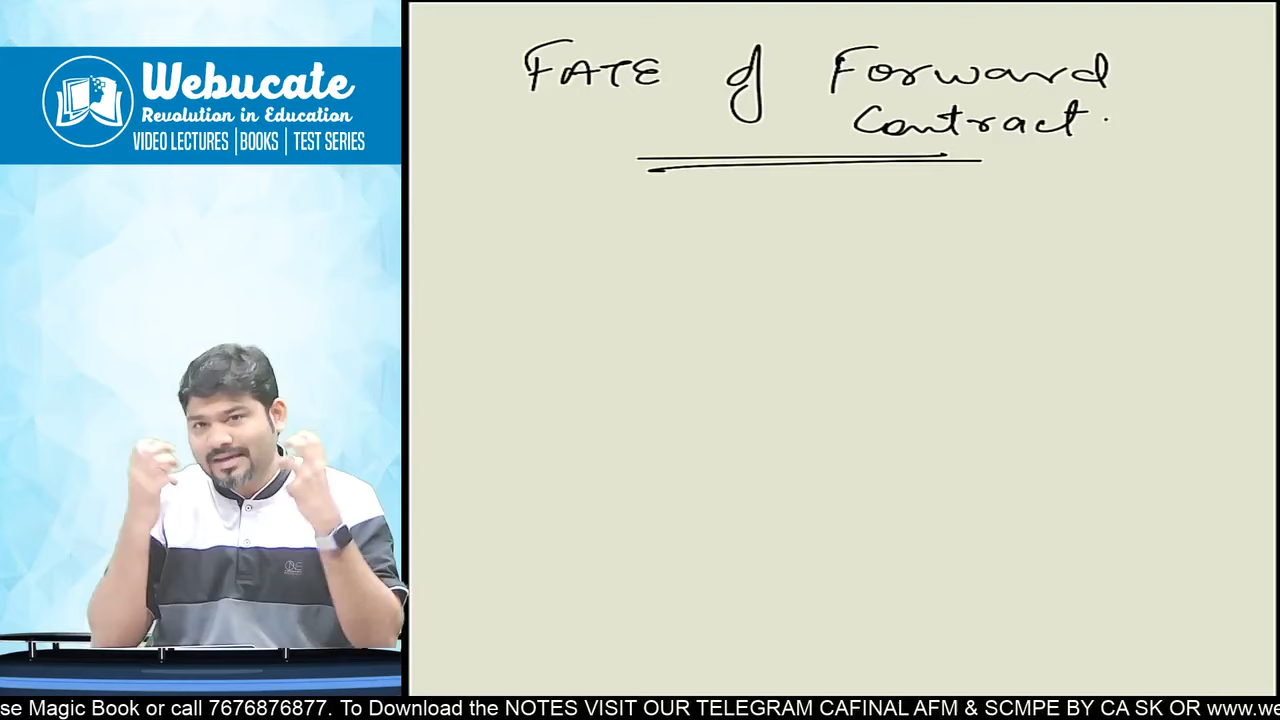 Webucate
Revolution in Education
VIDEO LECTURES | BOOKS | TEST SERIES
FATE of Forward
Contract.
se Magic Book or call 7676876877. To Download the NOTES VISIT OUR TELEGRAM CAFINAL AFM & SCMPE BY CA SK OR www.we